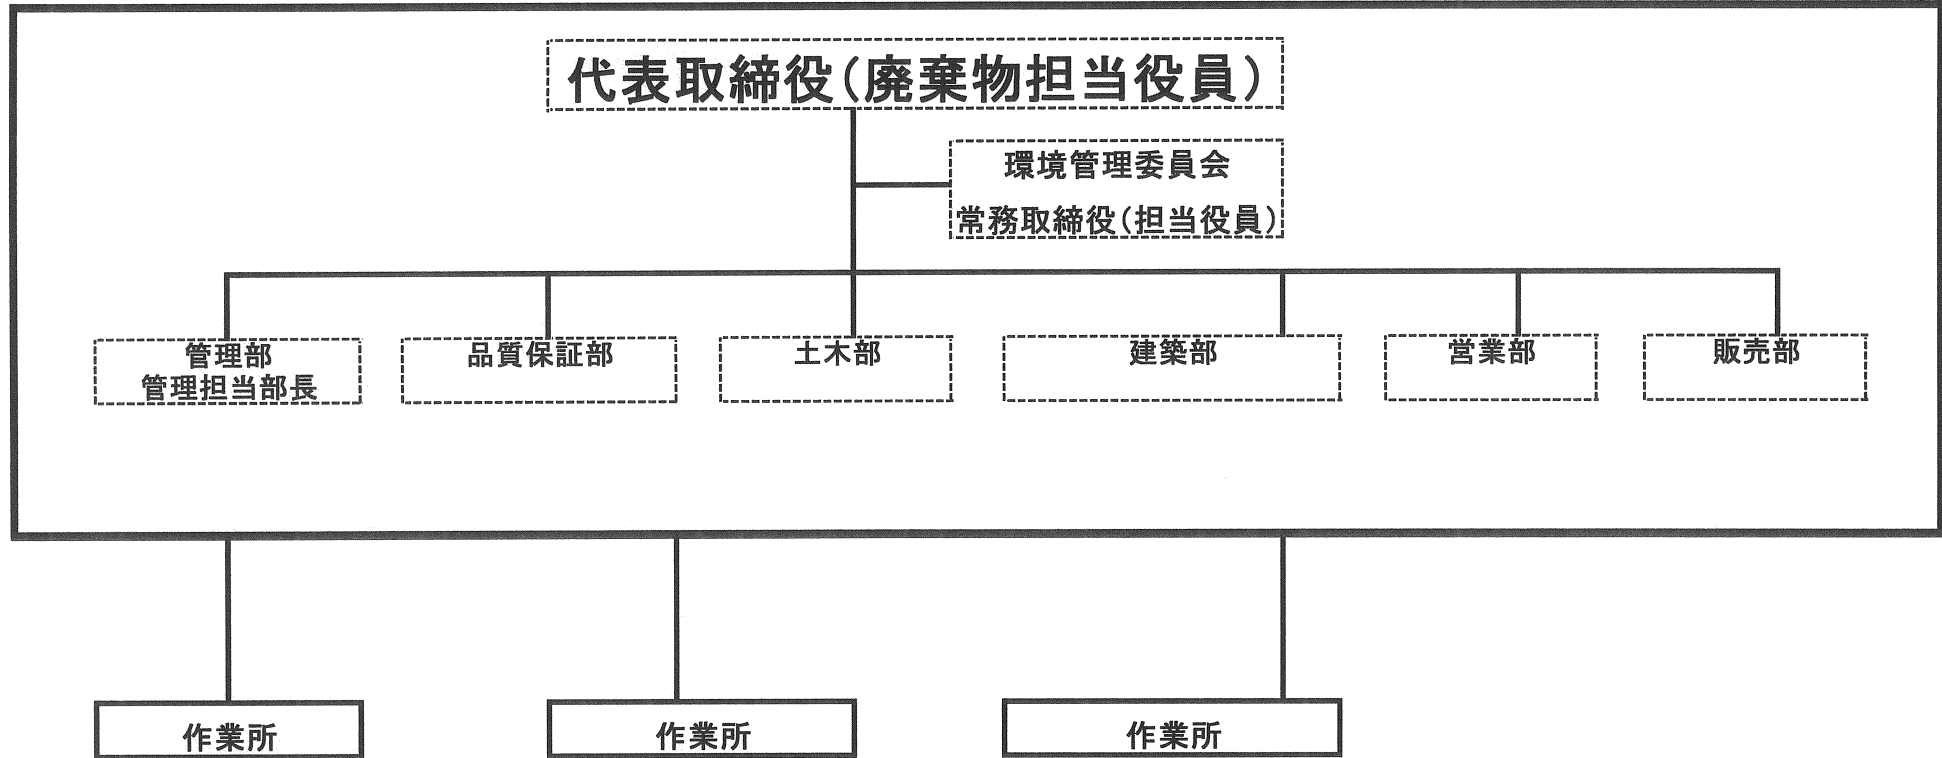 代表取締役(廃棄物担当役員)
環境管理委員会
常務取締役(担当役員)
管理部
管理担当部長
品質保証部
土木部
建築部
営業部
販売部
作業所
作業所
作業所